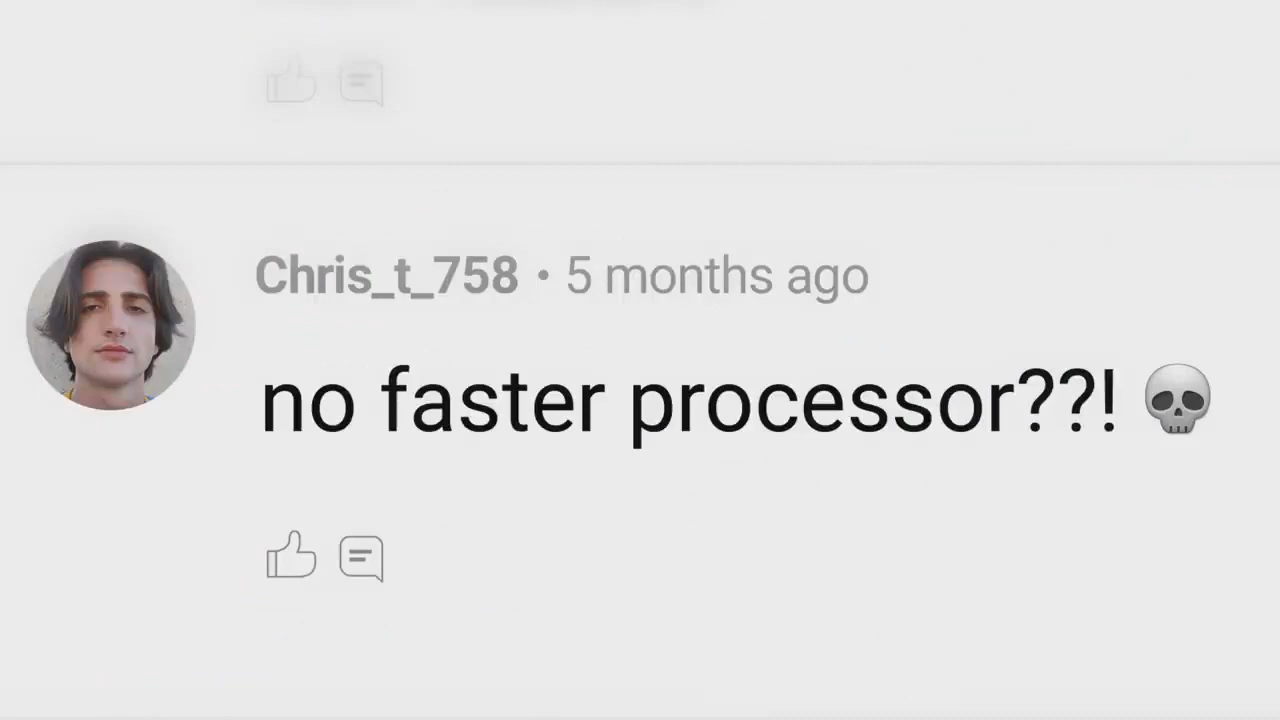 Chris_t_758 • 5 months ago
no faster processor??! 💀